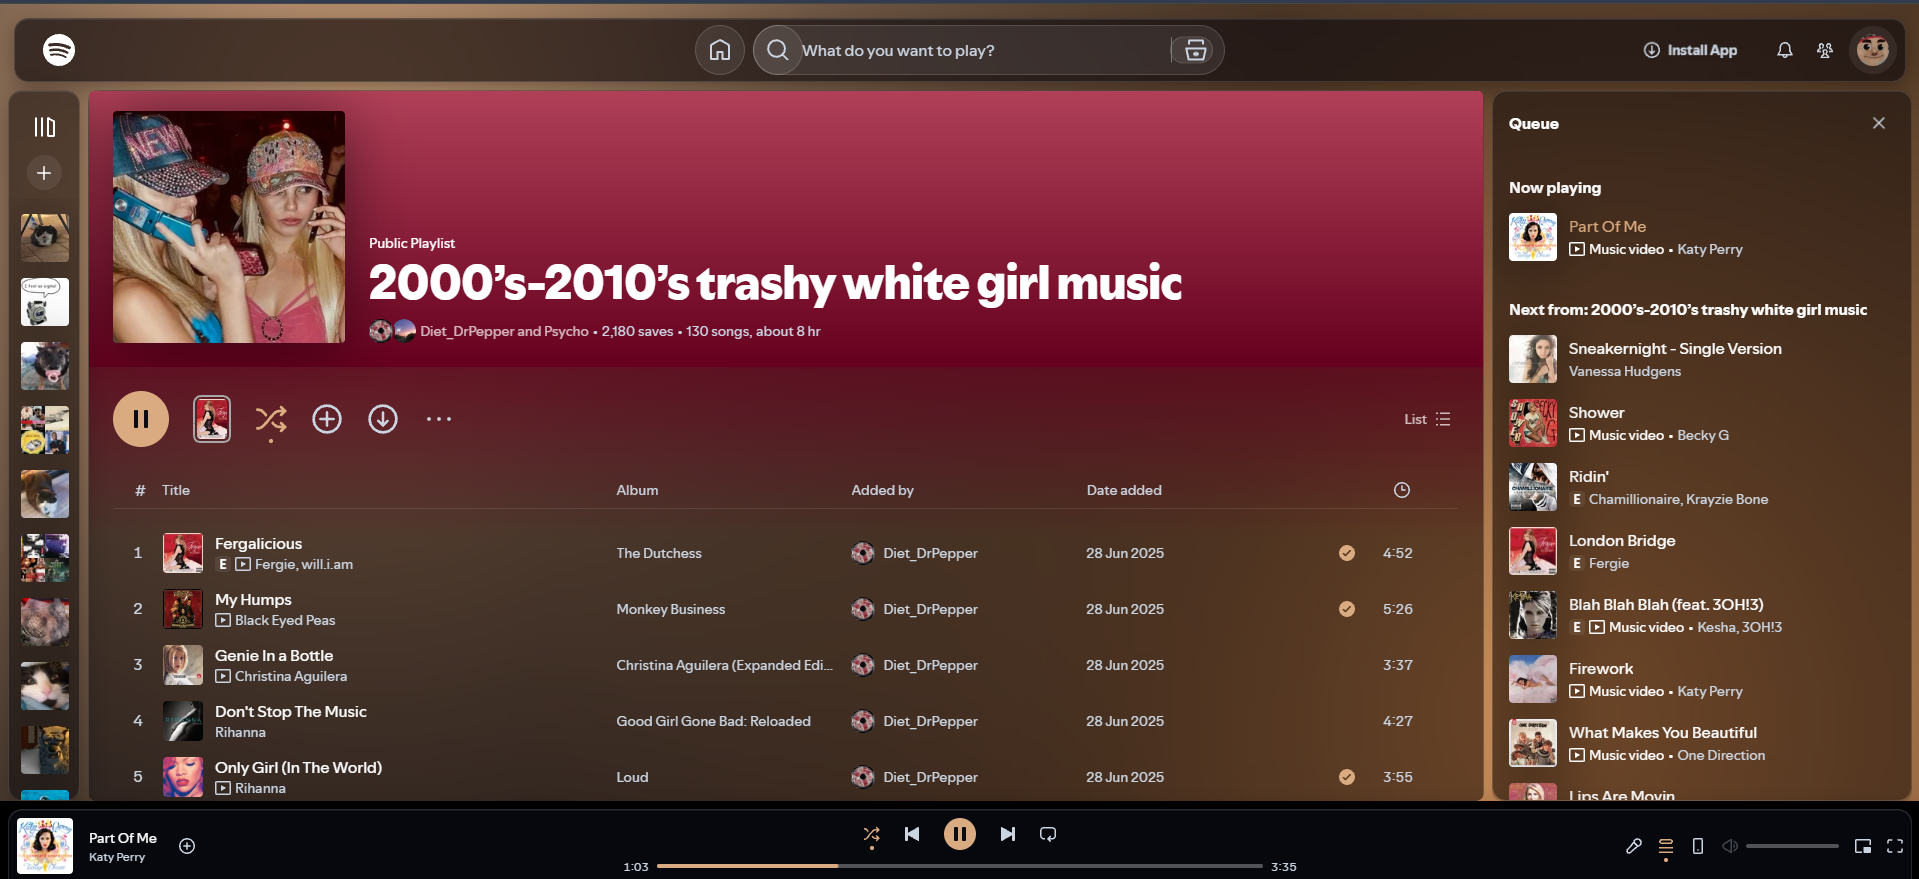 What do you want to play?
Install App
NEW
Public Playlist
2000's-2010's trashy white girl music
Diet_DrPepper and Psycho • 2,180 saves • 130 songs, about 8 hr
List
# Title Album Added by Date added
1 Fergalicious The Dutchess Diet_DrPepper 28 Jun 2025 4:52
E Fergie, will.i.am
2 My Humps Monkey Business Diet_DrPepper 28 Jun 2025 5:26
Black Eyed Peas
3 Genie In a Bottle Christina Aguilera (Expanded Edi... Diet_DrPepper 28 Jun 2025 3:37
Christina Aguilera
4 Don't Stop The Music Good Girl Gone Bad: Reloaded Diet_DrPepper 28 Jun 2025 4:27
Rihanna
5 Only Girl (In The World) Loud Diet_DrPepper 28 Jun 2025 3:55
Rihanna
Queue
Now playing
Part Of Me
Music video • Katy Perry
Next from: 2000's-2010's trashy white girl music
Sneakernight - Single Version
Vanessa Hudgens
Shower
Music video • Becky G
Ridin'
E Chamillionaire, Krayzie Bone
London Bridge
E Fergie
Blah Blah Blah (feat. 3OH!3)
E Music video • Kesha, 3OH!3
Firework
Music video • Katy Perry
What Makes You Beautiful
Music video • One Direction
Lips Are Movin
Part Of Me
Katy Perry
1:03
3:35